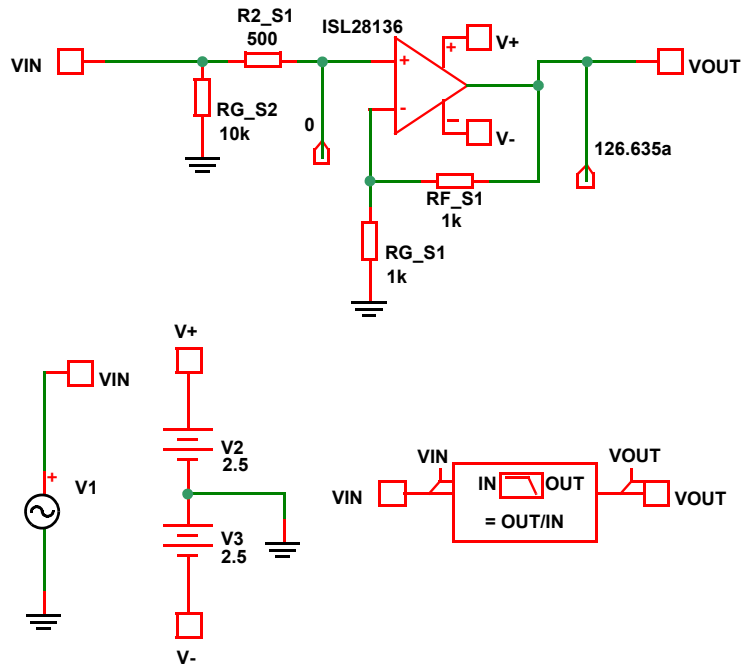 R2_S1
500
ISL28136
VIN
+
V+
VOUT
RG_S2
10k
0
-
V-
126.635a
RF_S1
1k
RG_S1
1k
V+
VIN
+
V1
V2
2.5
V3
2.5
V-
VIN
VOUT
VIN
IN
OUT
VOUT
= OUT/IN